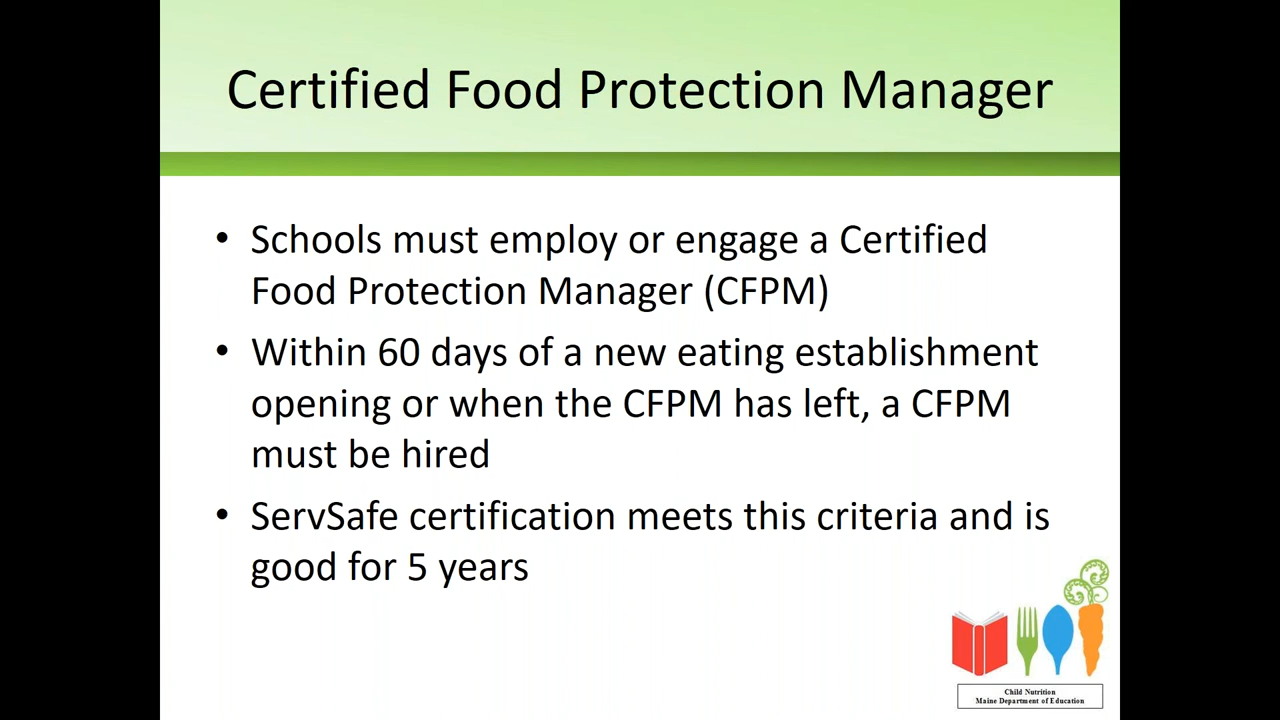 Certified Food Protection Manager
• Schools must employ or engage a Certified
Food Protection Manager (CFPM)
• Within 60 days of a new eating establishment
opening or when the CFPM has left, a CFPM
must be hired
• ServSafe certification meets this criteria and is
good for 5 years
Child Nutrition
Maine Department of Education